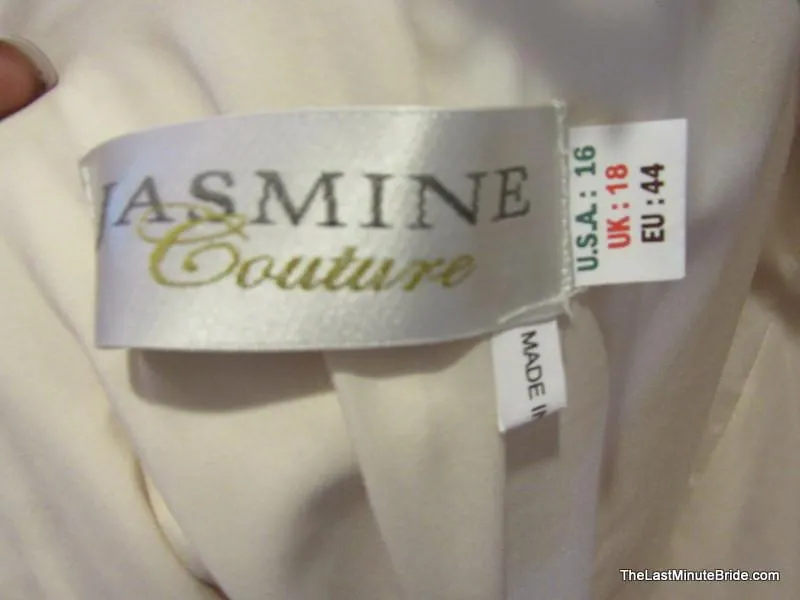 JASMINE
Couture
U.S.A.: 16
UK : 18
EU : 44
MADE IN
TheLastMinuteBride.com